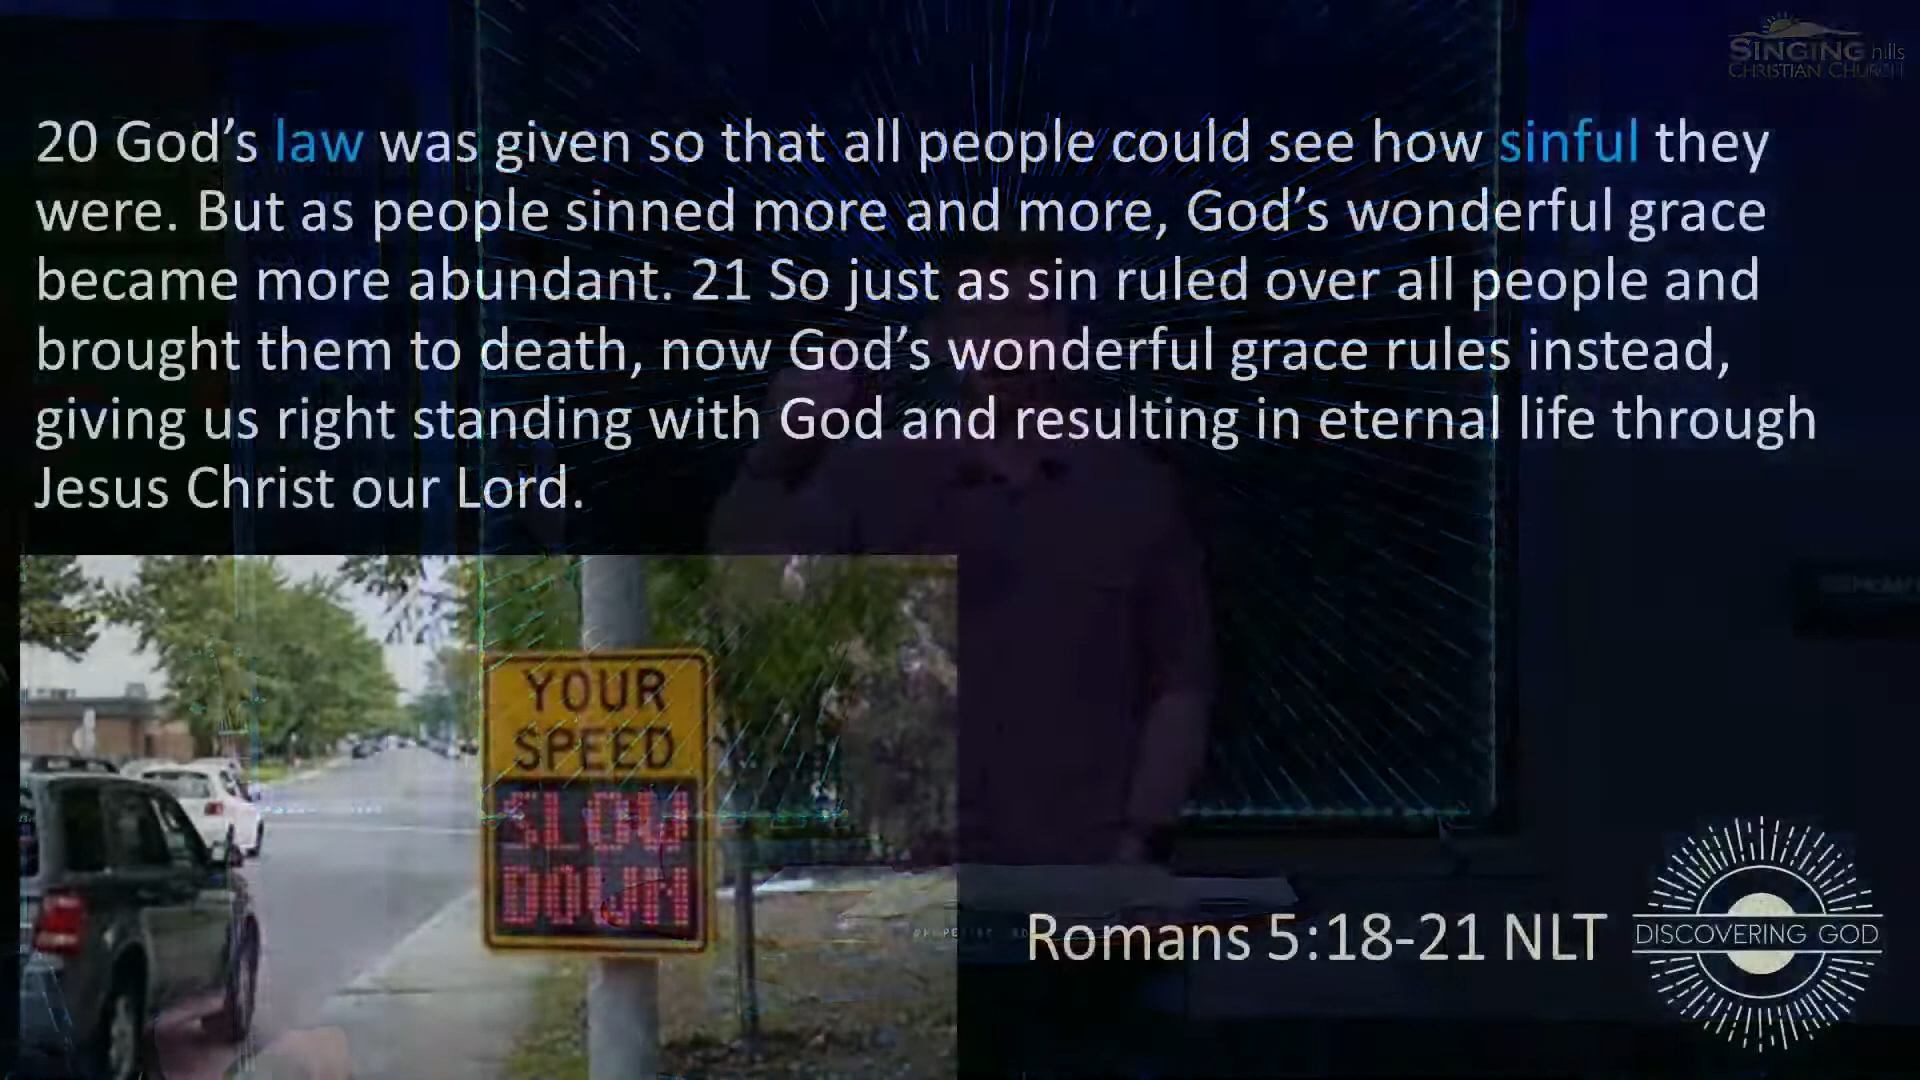 SINGING hills
CHRISTIAN CHURCH
20 God’s law was given so that all people could see how sinful they
were. But as people sinned more and more, God’s wonderful grace
became more abundant. 21 So just as sin ruled over all people and
brought them to death, now God’s wonderful grace rules instead,
giving us right standing with God and resulting in eternal life through
Jesus Christ our Lord.
YOUR
SPEED
SLOW
DOWN
Romans 5:18-21 NLT
DISCOVERING GOD